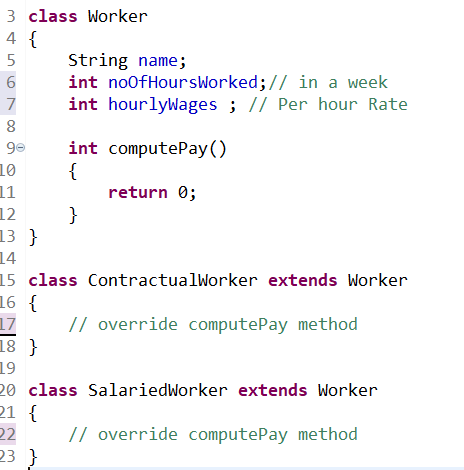 3 class Worker
4 {
5     String name;
6     int noOfHoursWorked;// in a week
7     int hourlyWages ; // Per hour Rate
8
9     int computePay()
10     {
11         return 0;
12     }
13 }
14
15 class ContractualWorker extends Worker
16 {
17     // override computePay method
18 }
19
20 class SalariedWorker extends Worker
21 {
22     // override computePay method
23 }